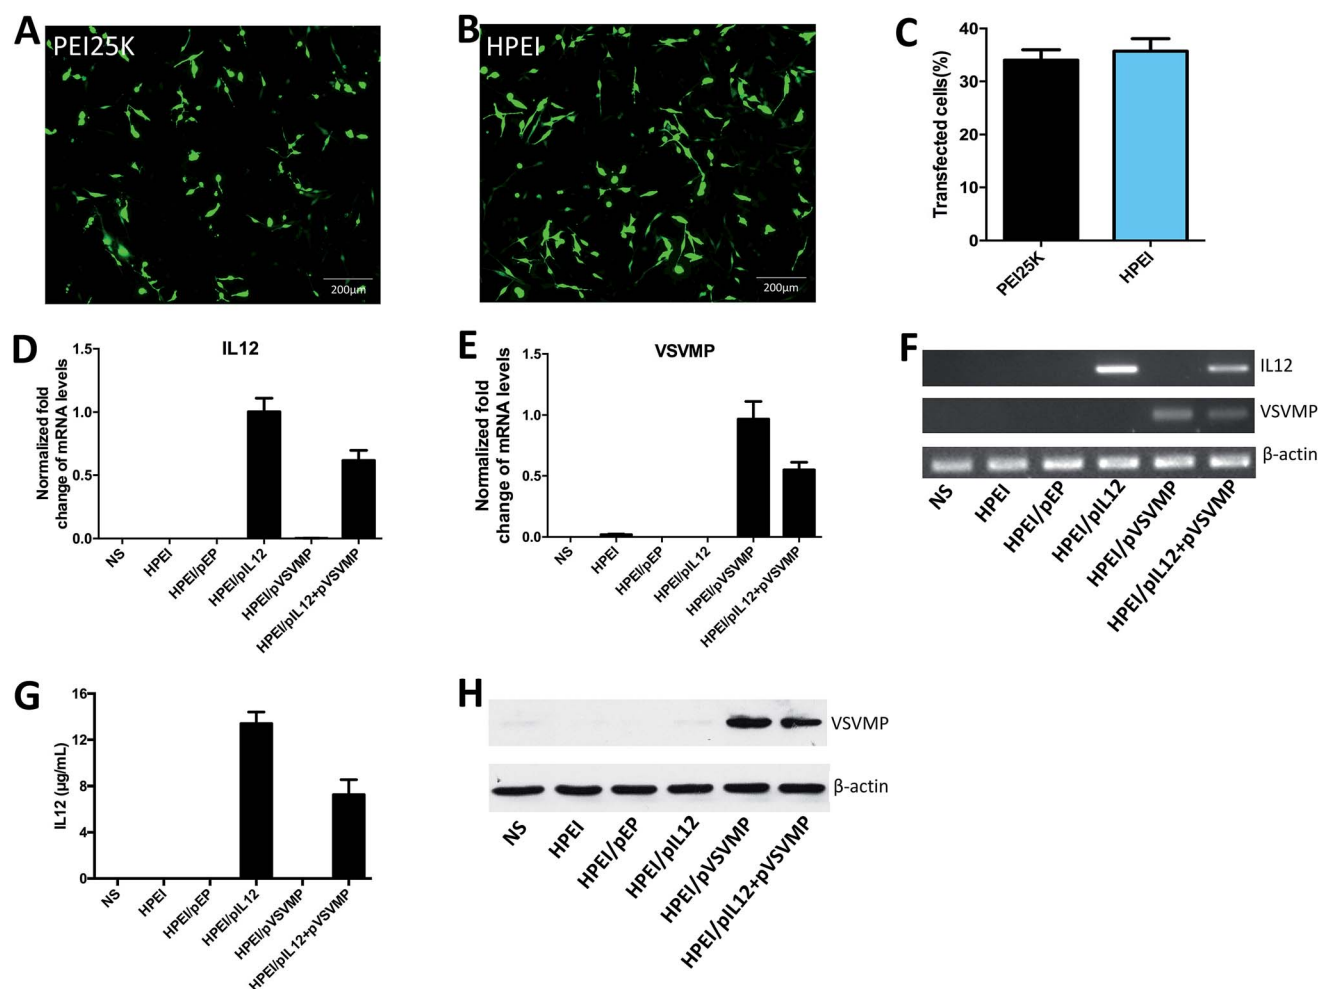 A
PEI25K
200μm
B
HPEI
200μm
C
Transfected cells(%)
40
30
20
10
0
PEI25K
HPEI
D
IL12
Normalized fold
change of mRNA levels
1.5
1.0
0.5
0.0
NS
HPEI
HPEI/pEP
HPEI/pIL12
HPEI/pVSVMP
HPEI/pIL12+pVSVMP
E
VSVMP
Normalized fold
change of mRNA levels
1.5
1.0
0.5
0.0
NS
HPEI
HPEI/pEP
HPEI/pIL12
HPEI/pVSVMP
HPEI/pIL12+pVSVMP
F
IL12
VSVMP
β-actin
NS
HPEI
HPEI/pEP
HPEI/pIL12
HPEI/pVSVMP
HPEI/pIL12+pVSVMP
G
IL12 (μg/mL)
16
12
8
4
0
NS
HPEI
HPEI/pEP
HPEI/pIL12
HPEI/pVSVMP
HPEI/pIL12+pVSVMP
H
VSVMP
β-actin
NS
HPEI
HPEI/pEP
HPEI/pIL12
HPEI/pVSVMP
HPEI/pIL12+pVSVMP